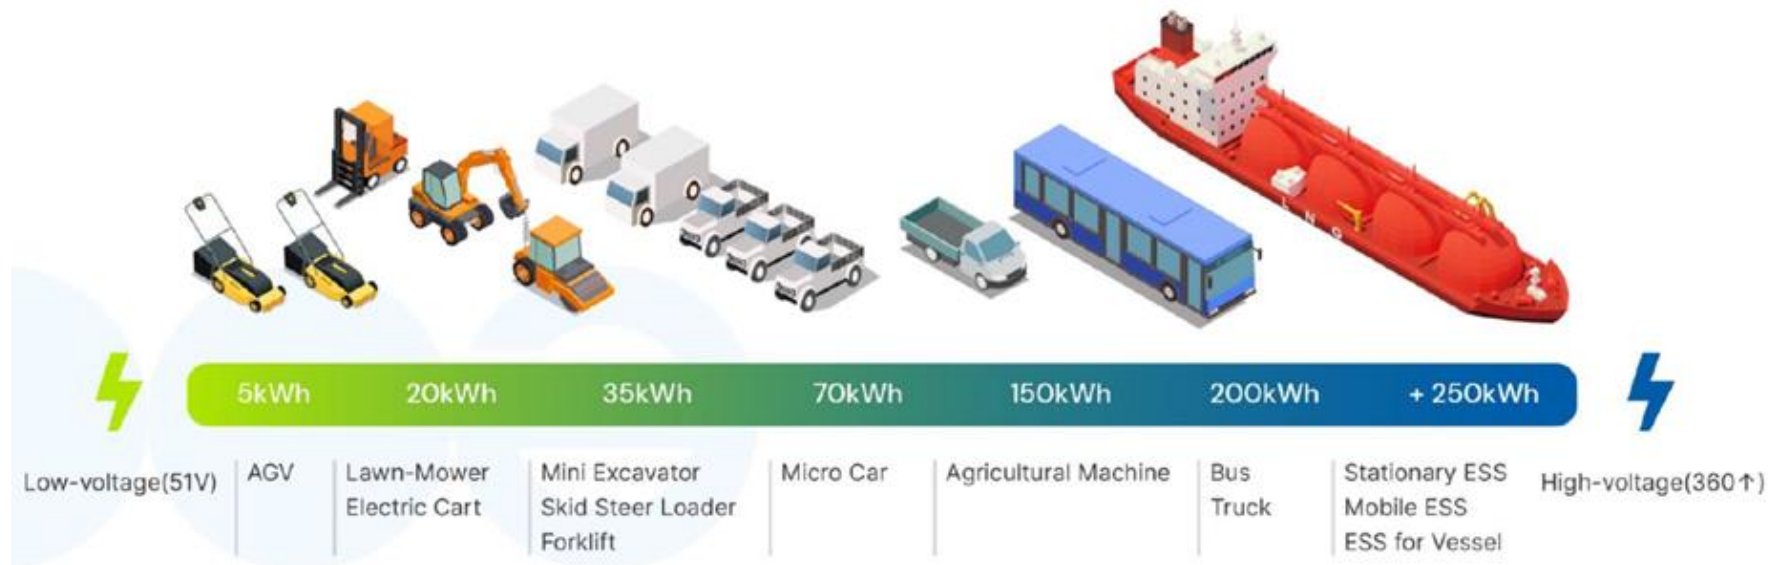 L N G
5kWh 20kWh 35kWh 70kWh 150kWh 200kWh + 250kWh
Low-voltage(51V)
AGV
Lawn-Mower
Electric Cart
Mini Excavator
Skid Steer Loader
Forklift
Micro Car
Agricultural Machine
Bus
Truck
Stationary ESS
Mobile ESS
ESS for Vessel
High-voltage(360↑)